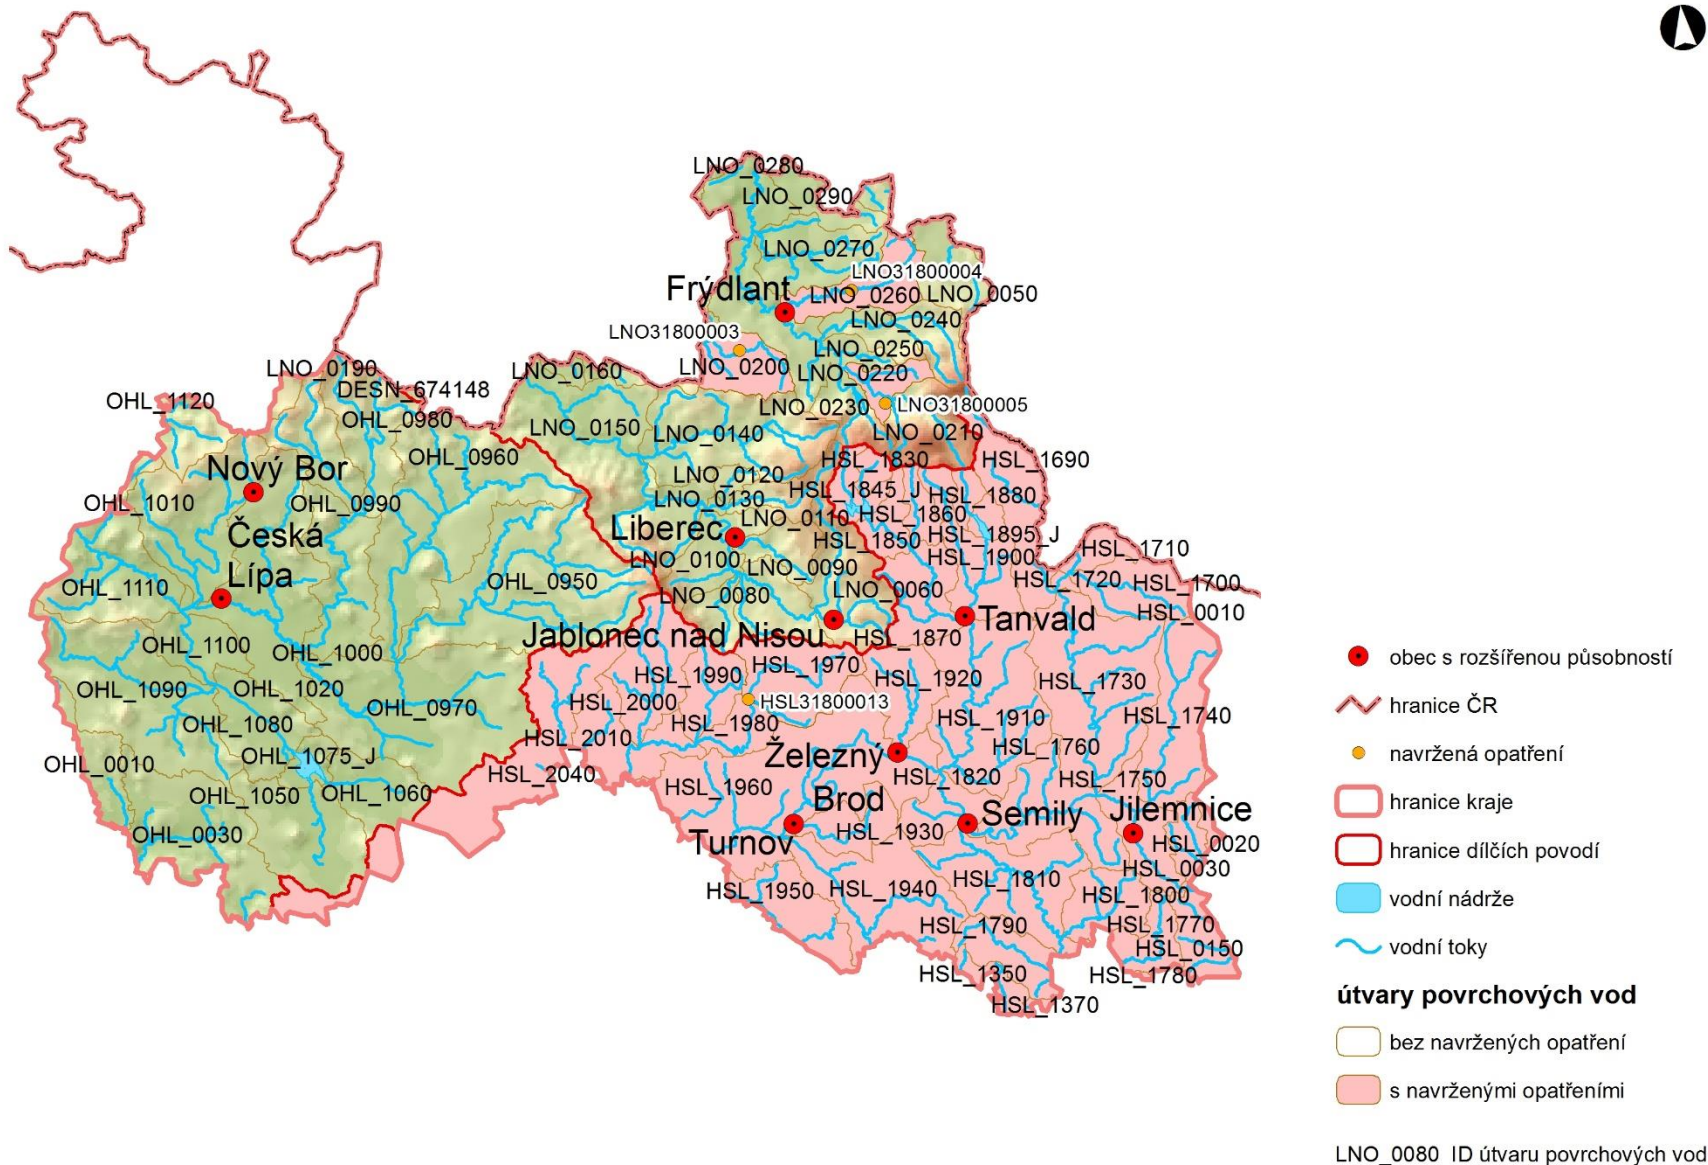 LNO_0280
LNO_0290
LNO_0270
LNO31800004
Frýdlant
LNO_0260
LNO_0050
LNO_0240
LNO31800003
LNO_0250
LNO_0200
LNO_0220
LNO_0190
LNO_0160
DESN_674148
OHL_1120
OHL_0980
LNO_0230
LNO31800005
LNO_0150
LNO_0140
LNO_0210
OHL_0960
HSL_1830
HSL_1690
Nový Bor
LNO_0120
HSL_1845_J
HSL_1880
OHL_1010
OHL_0990
LNO_0130
HSL_1860
LNO_0110
Liberec
Česká
Lípa
HSL_1850
HSL_1895_J
HSL_1900
HSL_1710
LNO_0100
LNO_0090
OHL_0950
HSL_1720
HSL_1700
OHL_1110
LNO_0080
LNO_0060
HSL_0010
Tanvald
Jablonec nad Nisou
HSL_1870
OHL_1100
OHL_1000
HSL_1970
HSL_1990
HSL_1920
HSL_1730
OHL_1090
OHL_1020
HSL_2000
HSL31800013
OHL_0970
HSL_1980
HSL_1910
HSL_1740
OHL_1080
HSL_2010
HSL_1760
Železný
Brod
OHL_0010
OHL_1075_J
HSL_2040
HSL_1820
HSL_1750
HSL_1960
OHL_1050
OHL_1060
Semily
Jilemnice
OHL_0030
Turnov
HSL_1930
HSL_0020
HSL_0030
HSL_1950
HSL_1940
HSL_1810
HSL_1800
HSL_1790
HSL_1770
HSL_0150
HSL_1350
HSL_1780
HSL_1370
obec s rozšířenou působností
hranice ČR
navržená opatření
hranice kraje
hranice dílčích povodí
vodní nádrže
vodní toky
útvary povrchových vod
bez navržených opatření
s navrženými opatřeními
LNO_0080 ID útvaru povrchových vod